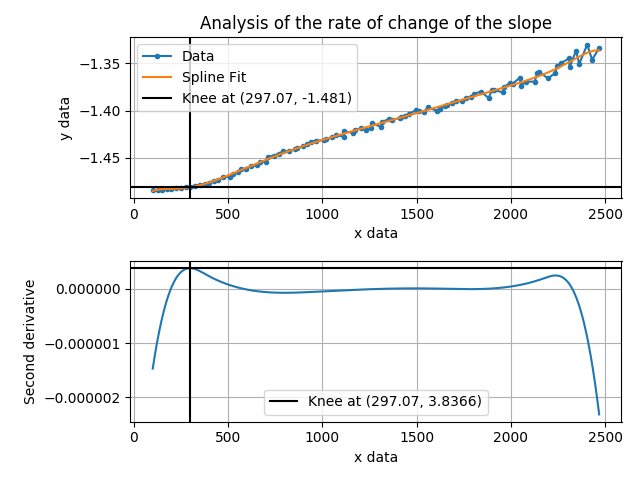 Analysis of the rate of change of the slope
Data
Spline Fit
Knee at (297.07, -1.481)
y data
−1.35
−1.40
−1.45
0 500 1000 1500 2000 2500
x data
Second derivative
0.000000
−0.000001
−0.000002
Knee at (297.07, 3.8366)
0 500 1000 1500 2000 2500
x data